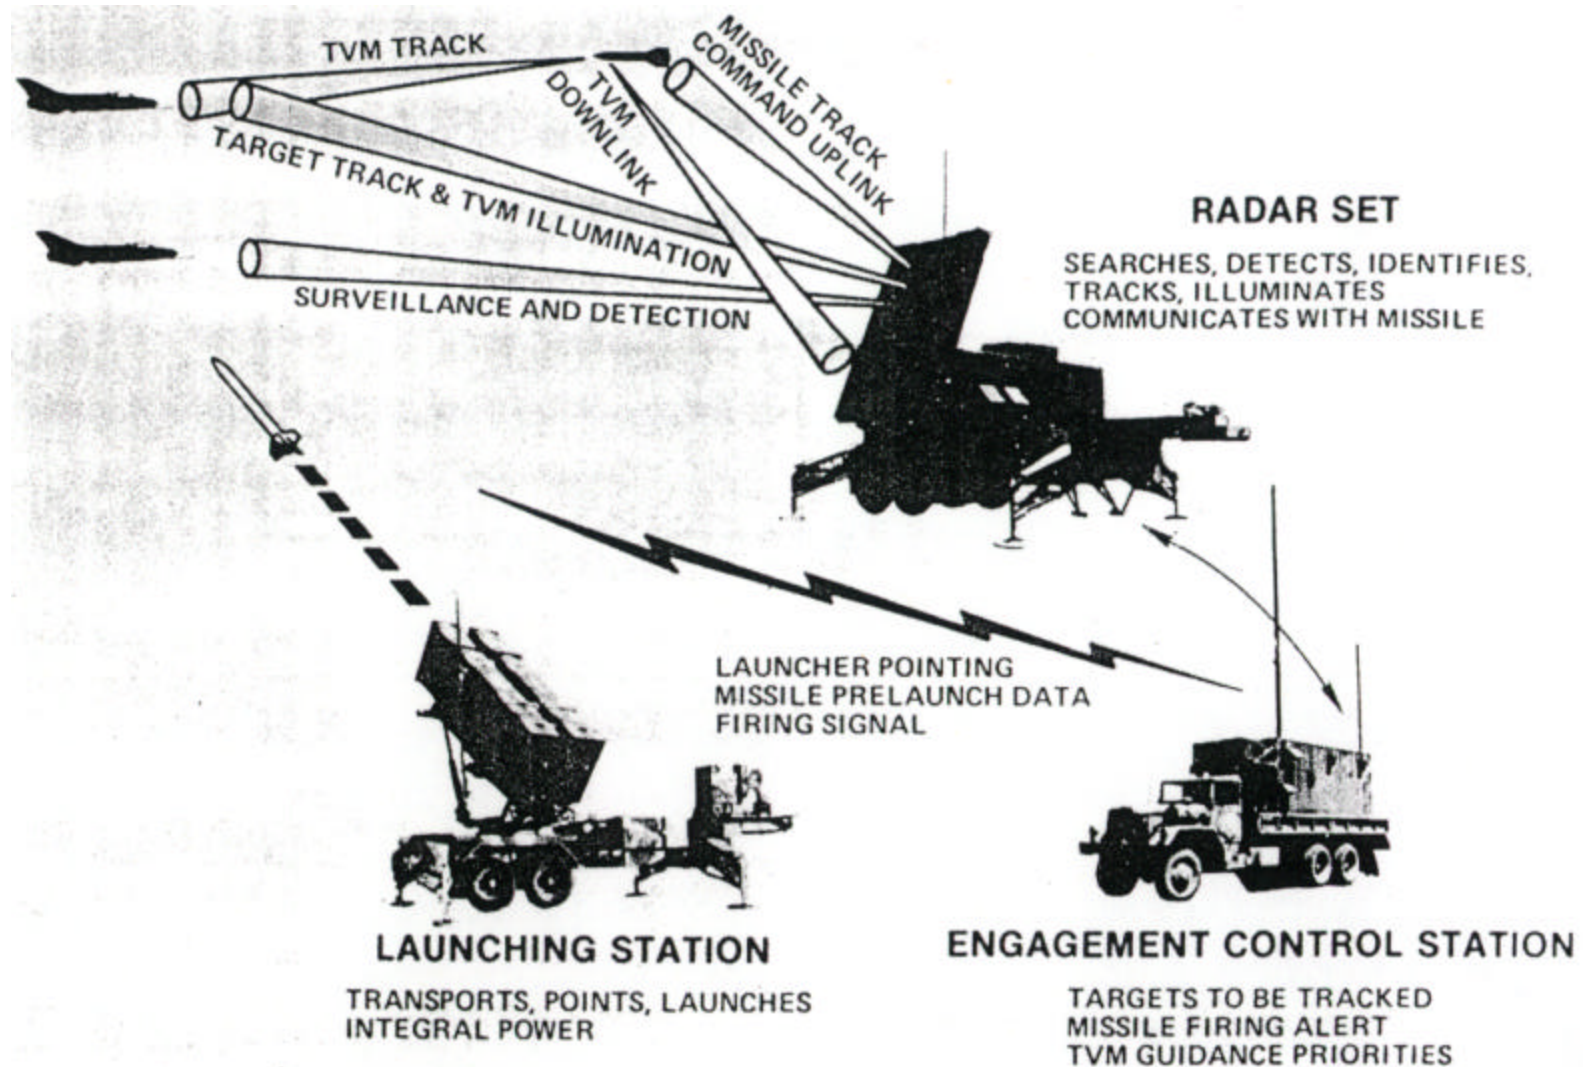 TVM TRACK
MISSILE TRACK
COMMAND UPLINK
TVM
DOWNLINK
TARGET TRACK & TVM ILLUMINATION
SURVEILLANCE AND DETECTION
RADAR SET
SEARCHES, DETECTS, IDENTIFIES,
TRACKS, ILLUMINATES
COMMUNICATES WITH MISSILE
LAUNCHER POINTING
MISSILE PRELAUNCH DATA
FIRING SIGNAL
LAUNCHING STATION
TRANSPORTS, POINTS, LAUNCHES
INTEGRAL POWER
ENGAGEMENT CONTROL STATION
TARGETS TO BE TRACKED
MISSILE FIRING ALERT
TVM GUIDANCE PRIORITIES